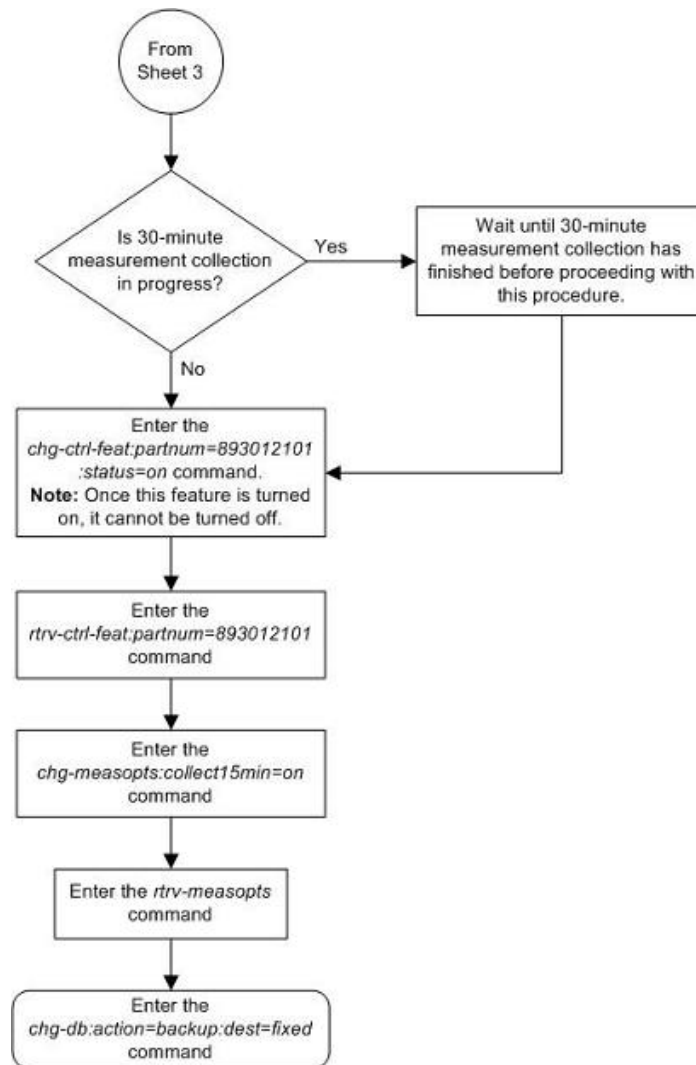 From
Sheet 3
Is 30-minute
measurement collection
in progress?
Yes
Wait until 30-minute
measurement collection has
finished before proceeding with
this procedure.
No
Enter the
chg-ctrl-feat:partnum=893012101
:status=on command.
Note: Once this feature is turned
on, it cannot be turned off.
Enter the
rtrv-ctrl-feat:partnum=893012101
command
Enter the
chg-measopts:collect15min=on
command
Enter the rtrv-measopts
command
Enter the
chg-db:action=backup:dest=fixed
command